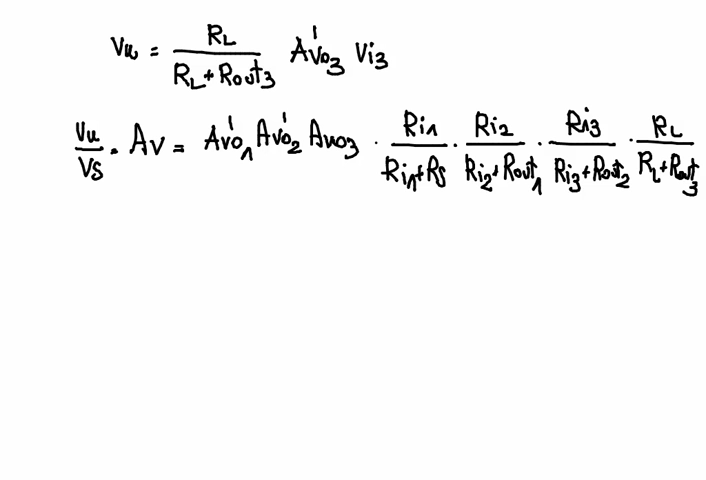 Vu = RL / (RL + Rout3) A'vo3 Vi3
Vu / Vs = Av = A'vo1 A'vo2 Avo3 · Ri1 / (Ri1 + Rs) · Ri2 / (Ri2 + Rout1) · Ri3 / (Ri3 + Rout2) · RL / (RL + Rout3)